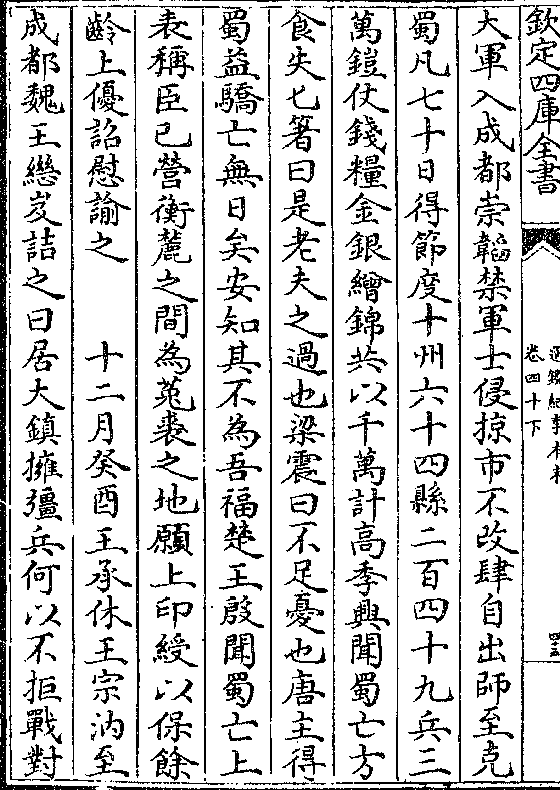 欽定四庫全書
卷四十下
大軍入成都崇韜禁軍士侵掠市不改肆自出師至克
蜀凡七十日得節度十州六十四縣二百四十九兵三
萬鎧仗錢糧金銀繒錦共以千萬計髙季興聞蜀亡方
食失匕箸曰是老夫之過也梁震曰不足憂也唐主得
蜀益驕亡無日矣安知其不為吾福楚王殷聞蜀亡上
表稱臣已營衡麓之間為菟裘之地願上印綬以保餘
齡上優詔慰諭之　　十二月癸酉王承休王宗汭至
成都魏王繼岌詰之曰居大鎮擁彊兵何以不拒戰對